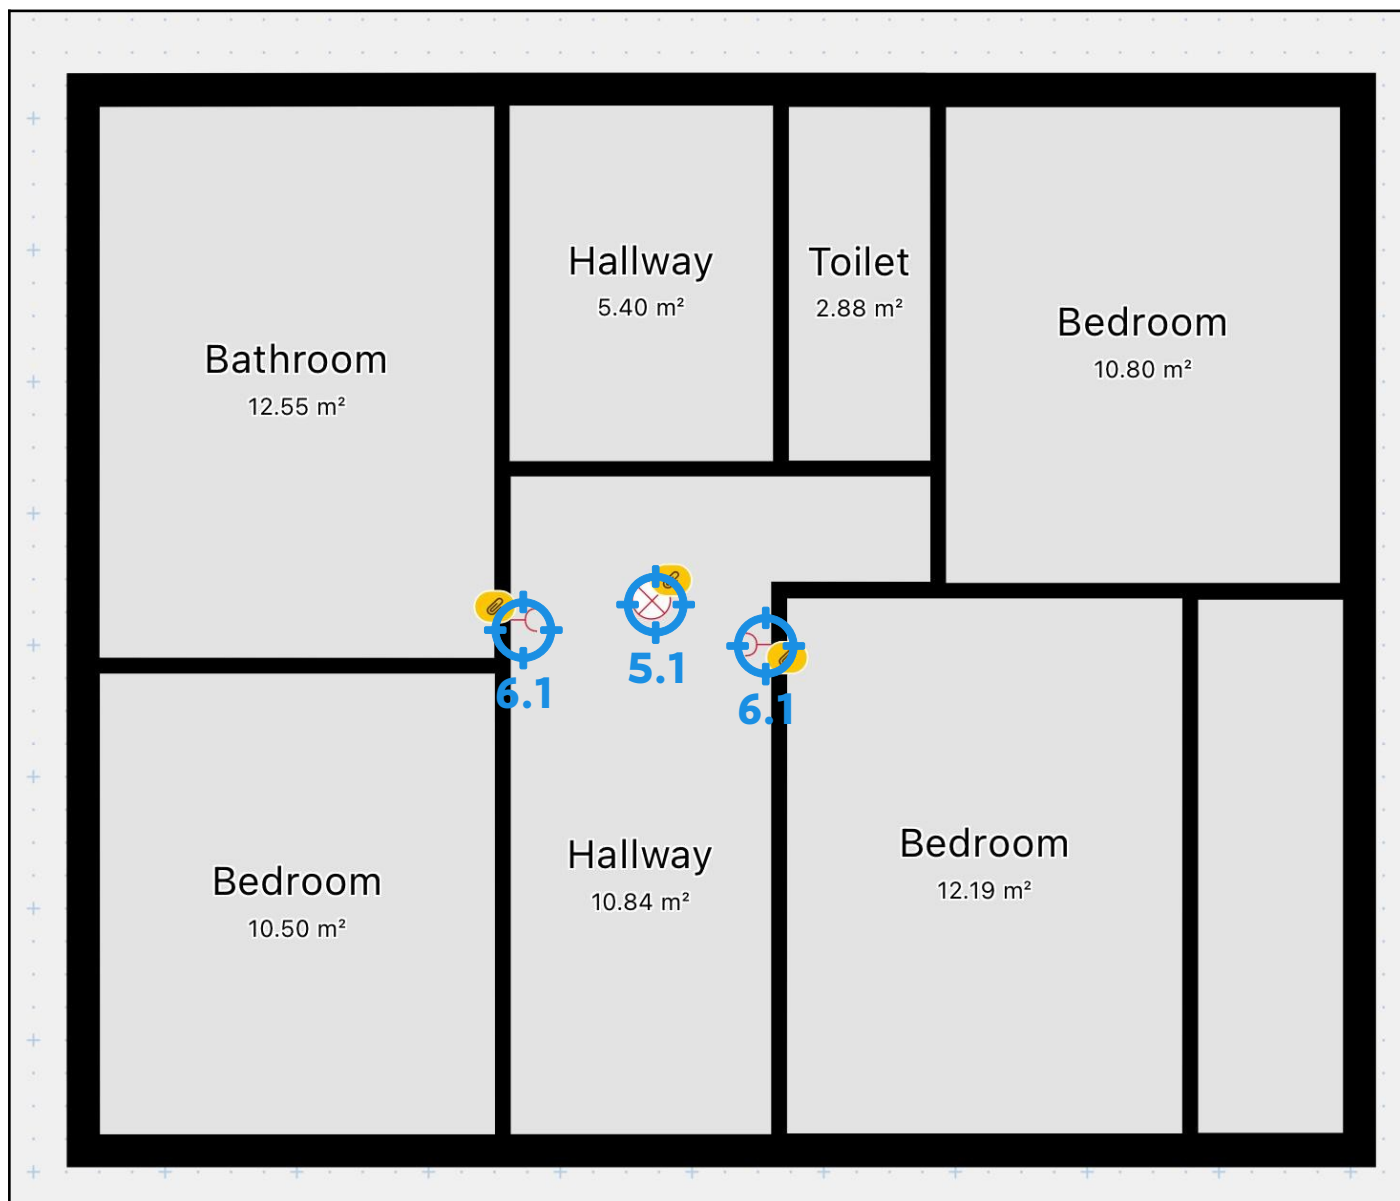 Hallway
5.40 m²
Toilet
2.88 m²
Bedroom
10.80 m²
Bathroom
12.55 m²
5.1
6.1
6.1
Hallway
10.84 m²
Bedroom
12.19 m²
Bedroom
10.50 m²